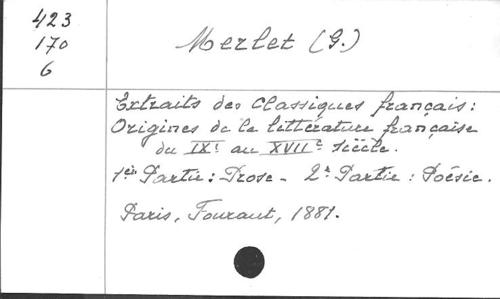 423
170
6
Merlet (G.)
Extraits des Classiques français :
Origines de la littérature française
du IXe au XVIIe siècle.
1ère Partie : Prose - 2e Partie : Poésie.
Paris, Fouraut, 1881.